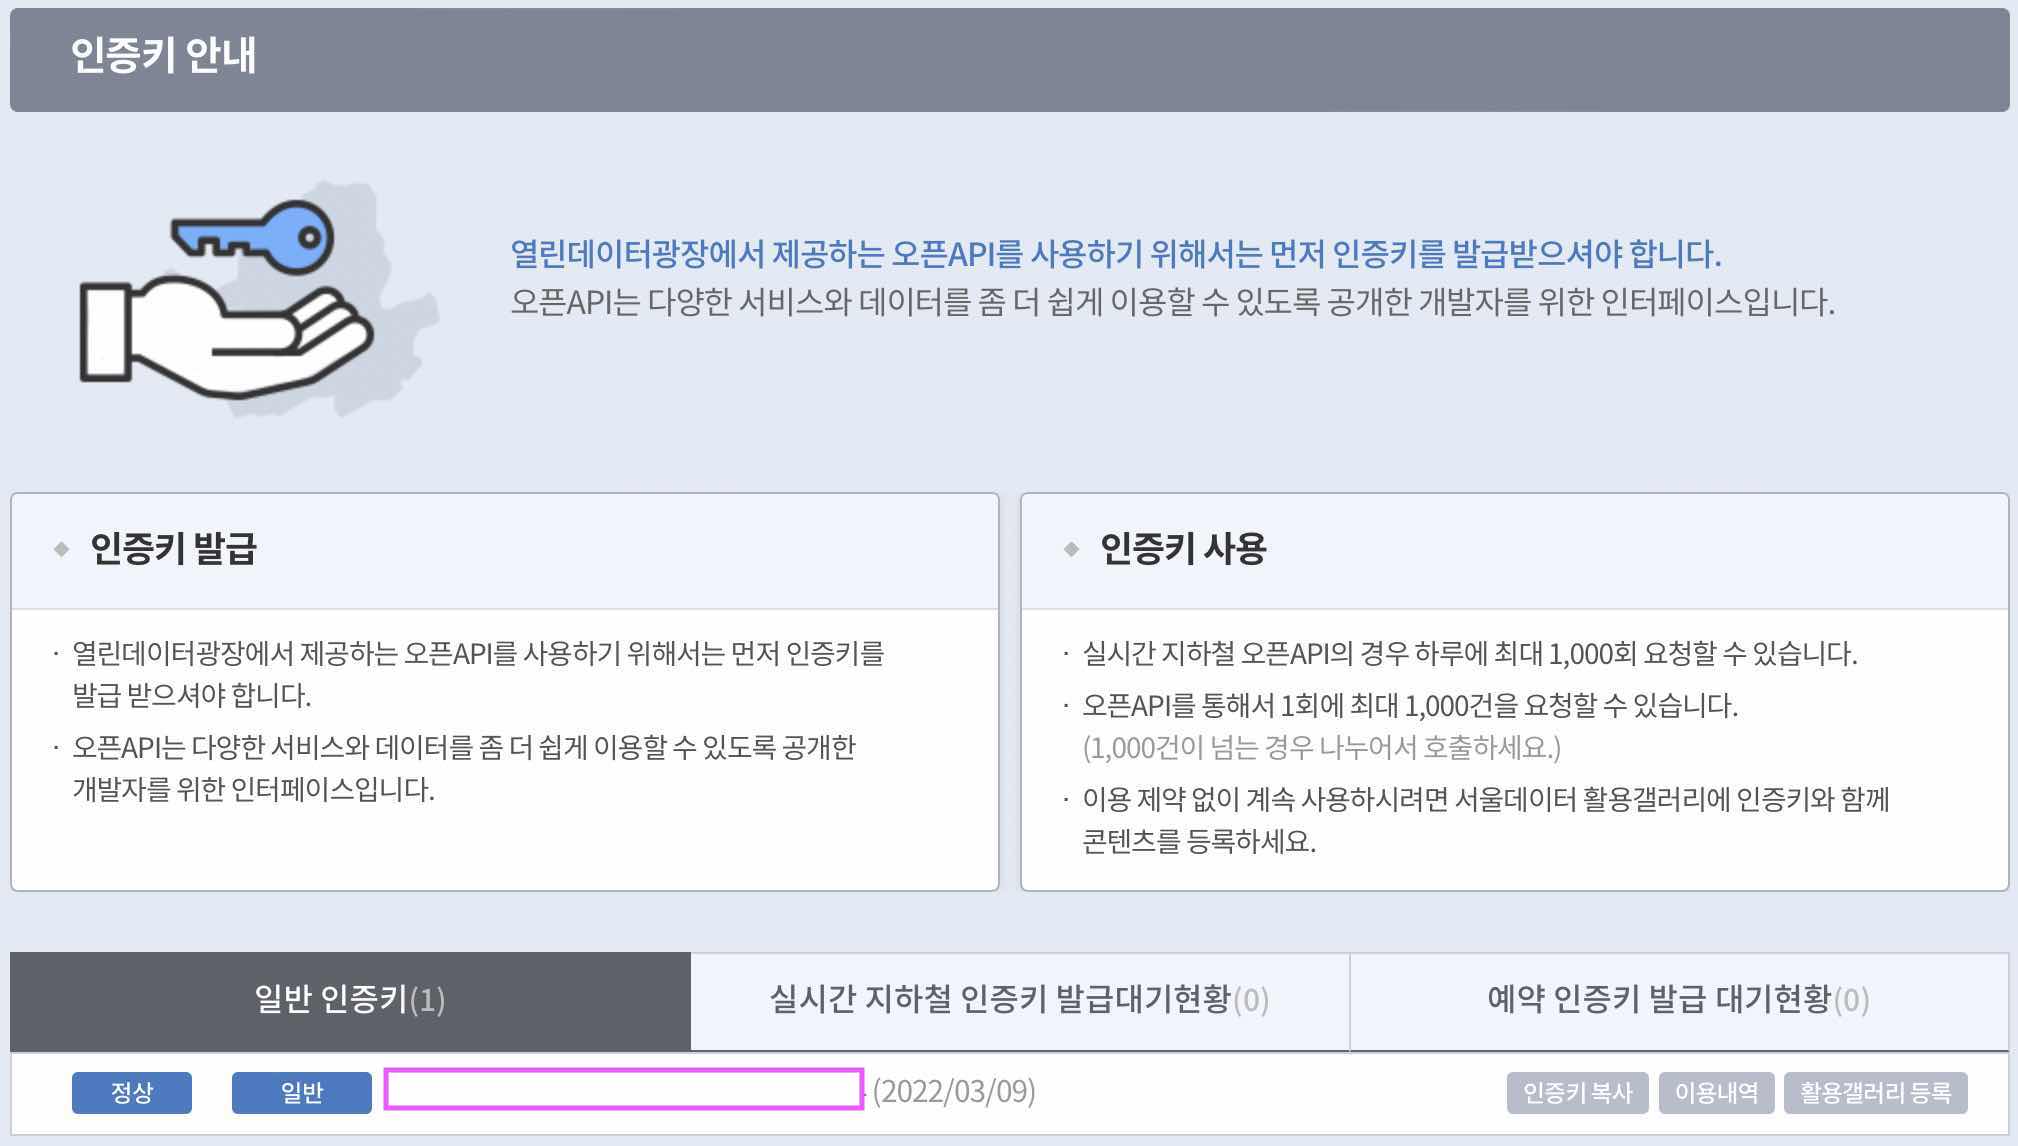 인증키 안내
열린데이터광장에서 제공하는 오픈API를 사용하기 위해서는 먼저 인증키를 발급받으셔야 합니다.
오픈API는 다양한 서비스와 데이터를 좀 더 쉽게 이용할 수 있도록 공개한 개발자를 위한 인터페이스입니다.
◆ 인증키 발급
· 열린데이터광장에서 제공하는 오픈API를 사용하기 위해서는 먼저 인증키를
발급 받으셔야 합니다.
· 오픈API는 다양한 서비스와 데이터를 좀 더 쉽게 이용할 수 있도록 공개한
개발자를 위한 인터페이스입니다.
◆ 인증키 사용
· 실시간 지하철 오픈API의 경우 하루에 최대 1,000회 요청할 수 있습니다.
· 오픈API를 통해서 1회에 최대 1,000건을 요청할 수 있습니다.
(1,000건이 넘는 경우 나누어서 호출하세요.)
· 이용 제약 없이 계속 사용하시려면 서울데이터 활용갤러리에 인증키와 함께
콘텐츠를 등록하세요.
일반 인증키(1) 실시간 지하철 인증키 발급대기현황(0) 예약 인증키 발급 대기현황(0)
정상 일반 (2022/03/09) 인증키 복사 이용내역 활용갤러리 등록